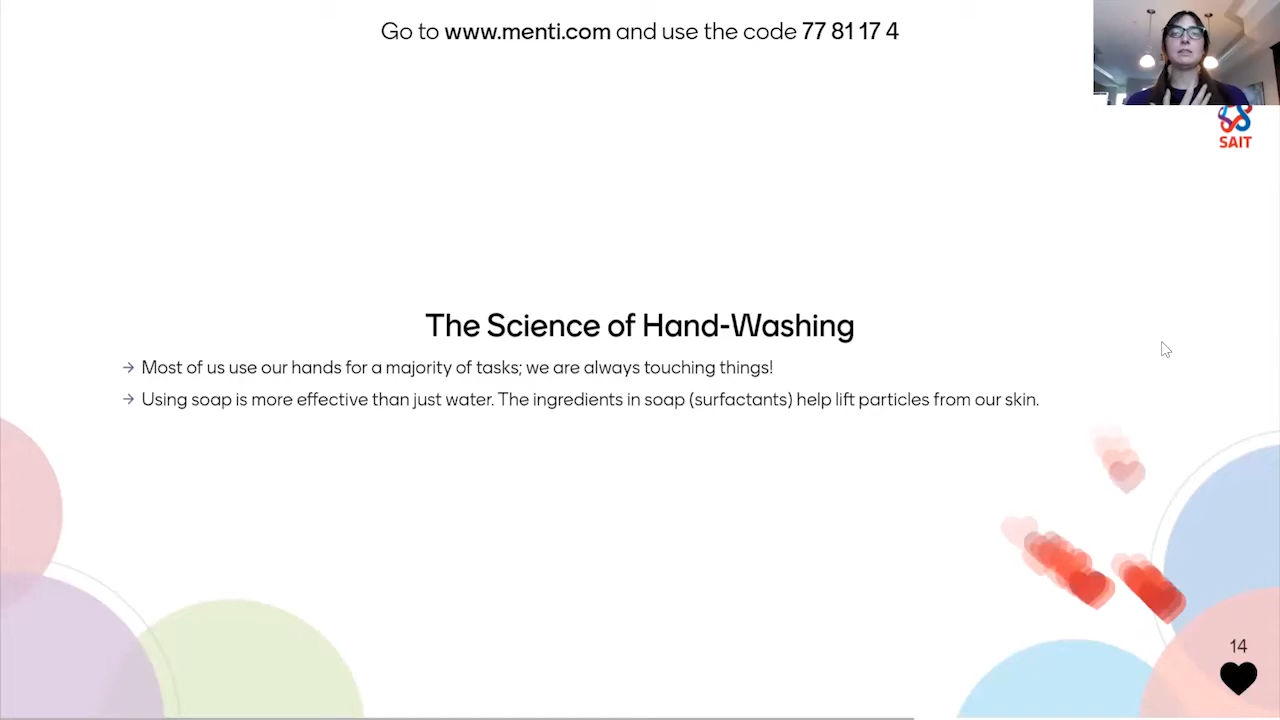 Go to www.menti.com and use the code 77 81 17 4
SAIT
The Science of Hand-Washing
→ Most of us use our hands for a majority of tasks; we are always touching things!
→ Using soap is more effective than just water. The ingredients in soap (surfactants) help lift particles from our skin.
14